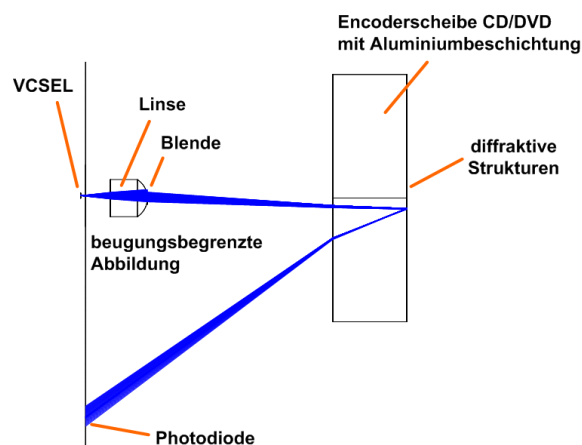 Encoderscheibe CD/DVD
mit Aluminiumbeschichtung
VCSEL
Linse
Blende
diffraktive
Strukturen
beugungsbegrenzte
Abbildung
Photodiode